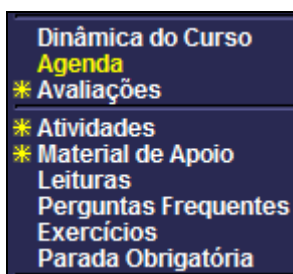 Dinâmica do Curso
Agenda
Avaliações
Atividades
Material de Apoio
Leituras
Perguntas Frequentes
Exercícios
Parada Obrigatória